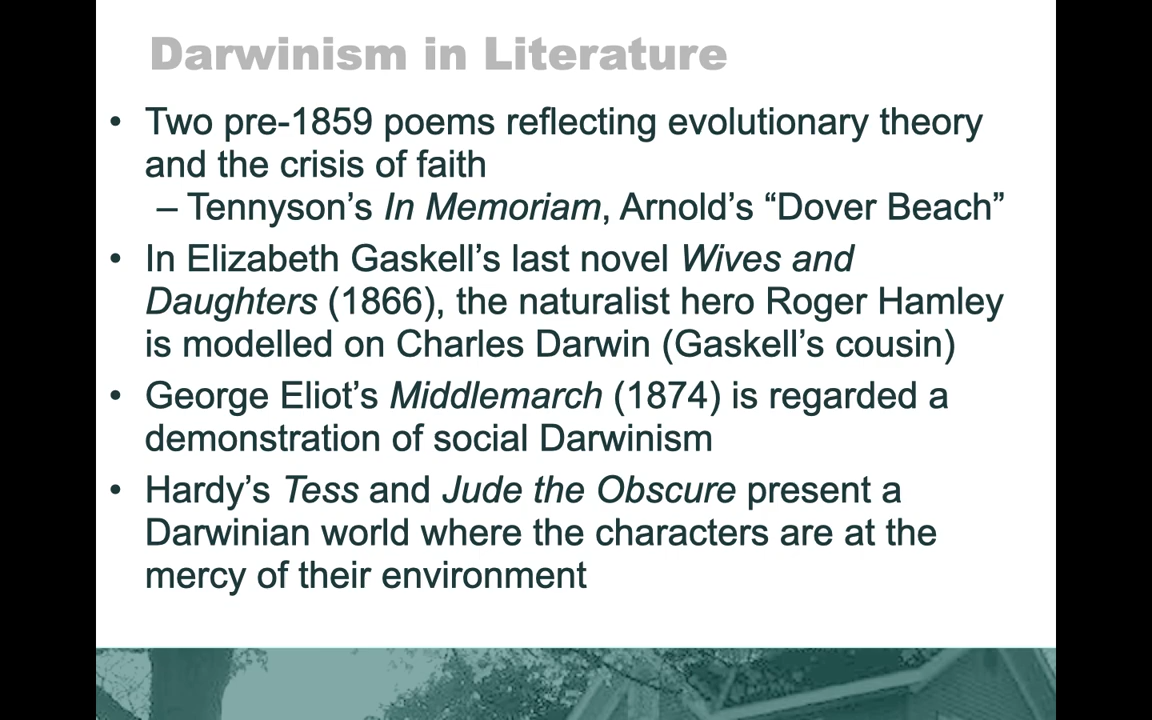 Darwinism in Literature
• Two pre-1859 poems reflecting evolutionary theory
and the crisis of faith
– Tennyson’s In Memoriam, Arnold’s “Dover Beach”
• In Elizabeth Gaskell’s last novel Wives and
Daughters (1866), the naturalist hero Roger Hamley
is modelled on Charles Darwin (Gaskell’s cousin)
• George Eliot’s Middlemarch (1874) is regarded a
demonstration of social Darwinism
• Hardy’s Tess and Jude the Obscure present a
Darwinian world where the characters are at the
mercy of their environment